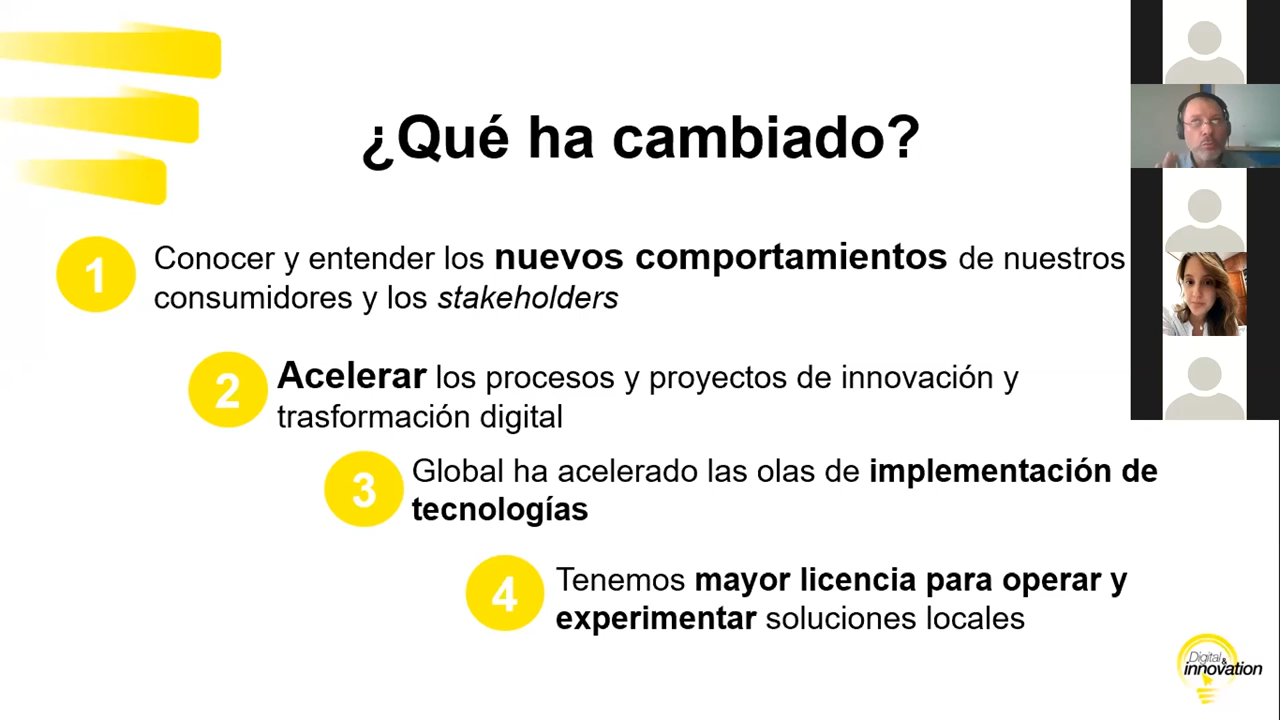 ¿Qué ha cambiado?
1
Conocer y entender los nuevos comportamientos de nuestros
consumidores y los stakeholders
2
Acelerar los procesos y proyectos de innovación y
trasformación digital
3
Global ha acelerado las olas de implementación de
tecnologías
4
Tenemos mayor licencia para operar y
experimentar soluciones locales
Digital &
innovation